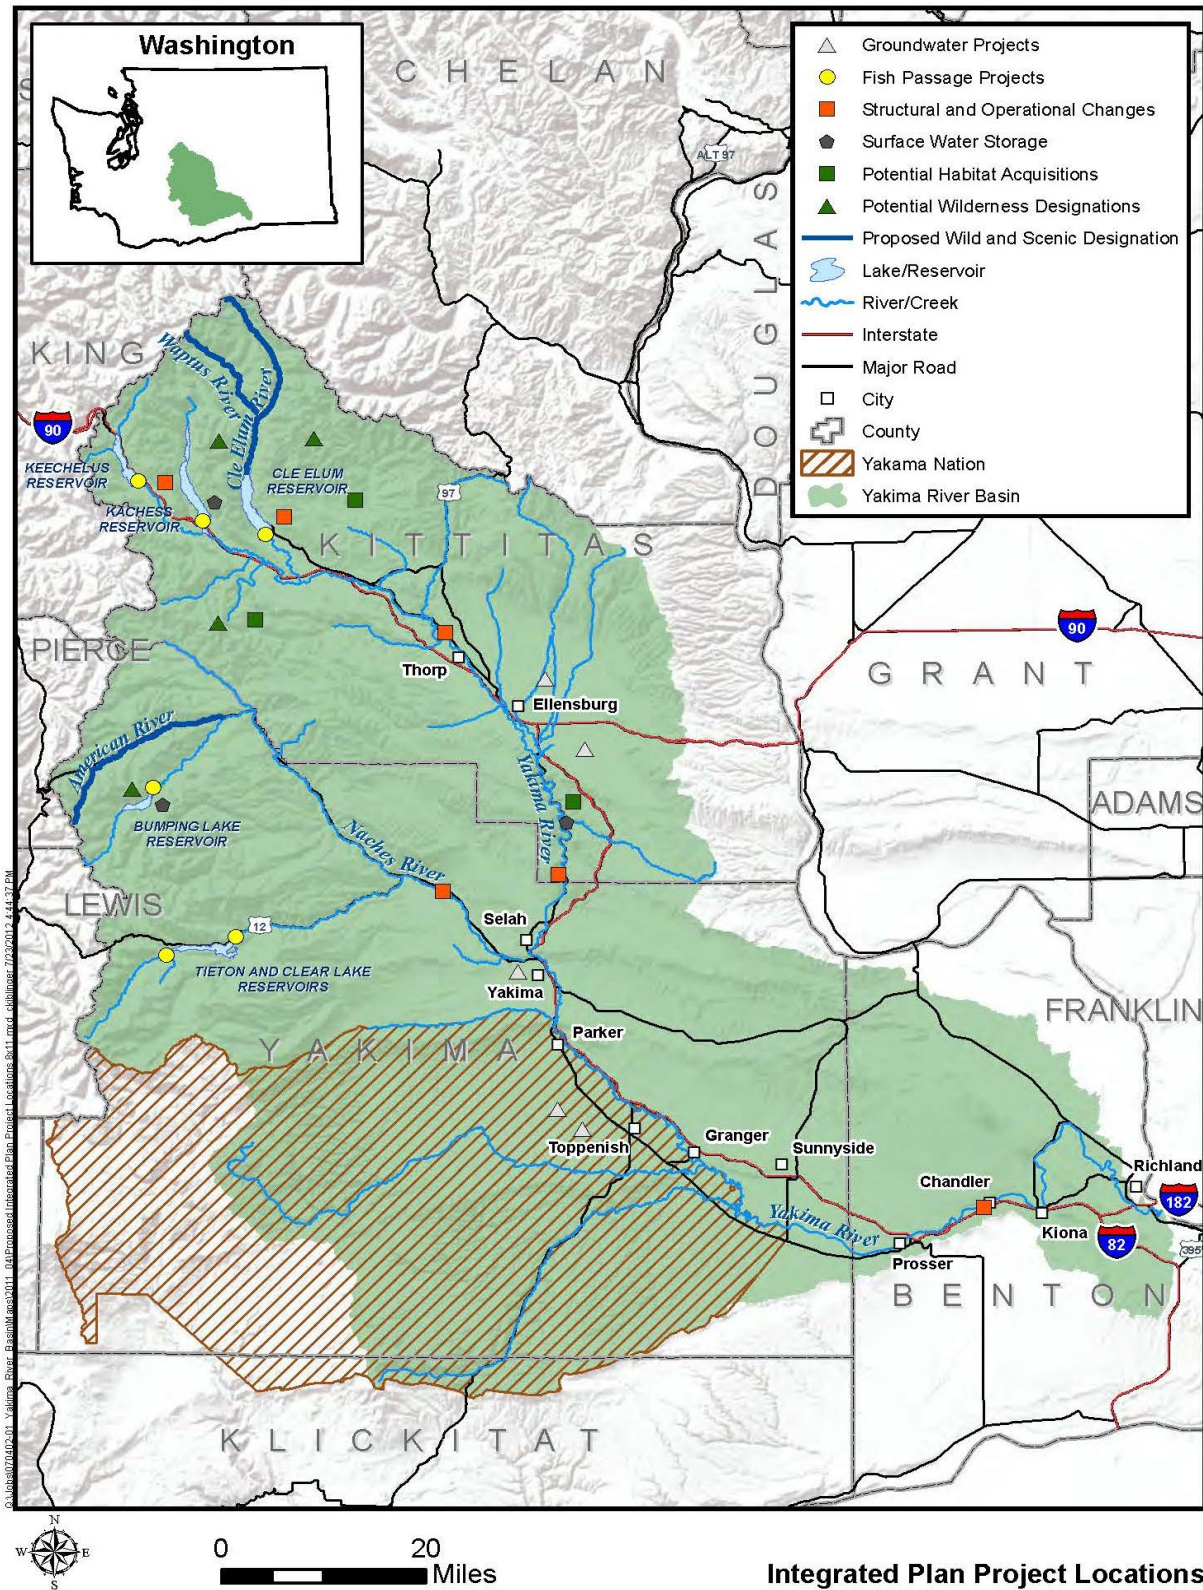 Washington
Groundwater Projects
Fish Passage Projects
Structural and Operational Changes
Surface Water Storage
Potential Habitat Acquisitions
Potential Wilderness Designations
Proposed Wild and Scenic Designation
Lake/Reservoir
River/Creek
Interstate
Major Road
City
County
Yakama Nation
Yakima River Basin
CHELAN
ALT 97
DOUGLAS
KING
Waptus River
Cle Elum River
90
KEECHELUS
RESERVOIR
KACHESS
RESERVOIR
CLE ELUM
RESERVOIR
97
KITTITAS
PIERCE
90
GRANT
Thorp
Ellensburg
American River
Yakima River
ADAMS
BUMPING LAKE
RESERVOIR
Naches River
LEWIS
12
Selah
TIETON AND CLEAR LAKE
RESERVOIRS
Yakima
FRANKLIN
YAKIMA
Parker
Toppenish
Granger
Sunnyside
Richland
Chandler
182
Yakima River
Kiona
82
395
Prosser
BENTON
KLICKITAT
N
W
E
S
0
20
Miles
Integrated Plan Project Locations